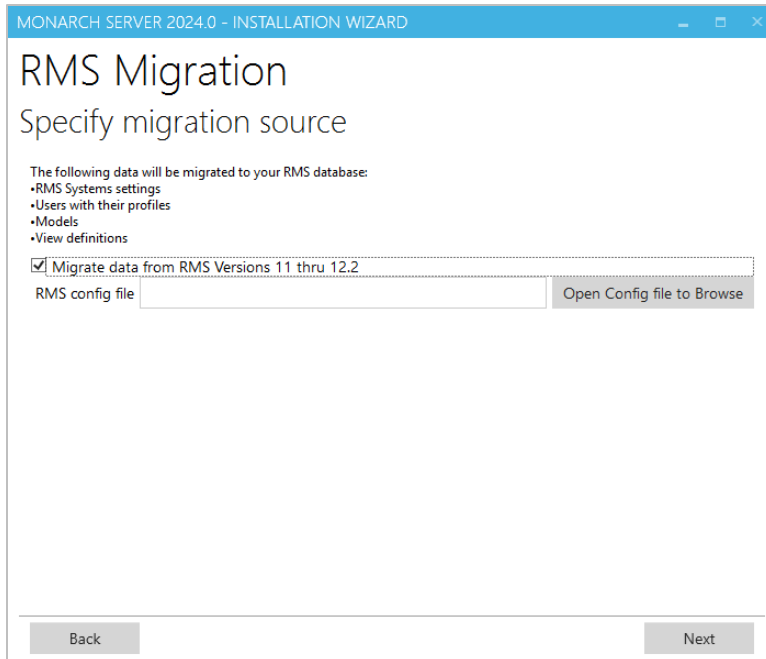 MONARCH SERVER 2024.0 - INSTALLATION WIZARD
RMS Migration
Specify migration source
The following data will be migrated to your RMS database:
•RMS Systems settings
•Users with their profiles
•Models
•View definitions
Migrate data from RMS Versions 11 thru 12.2
RMS config file
Open Config file to Browse
Back
Next